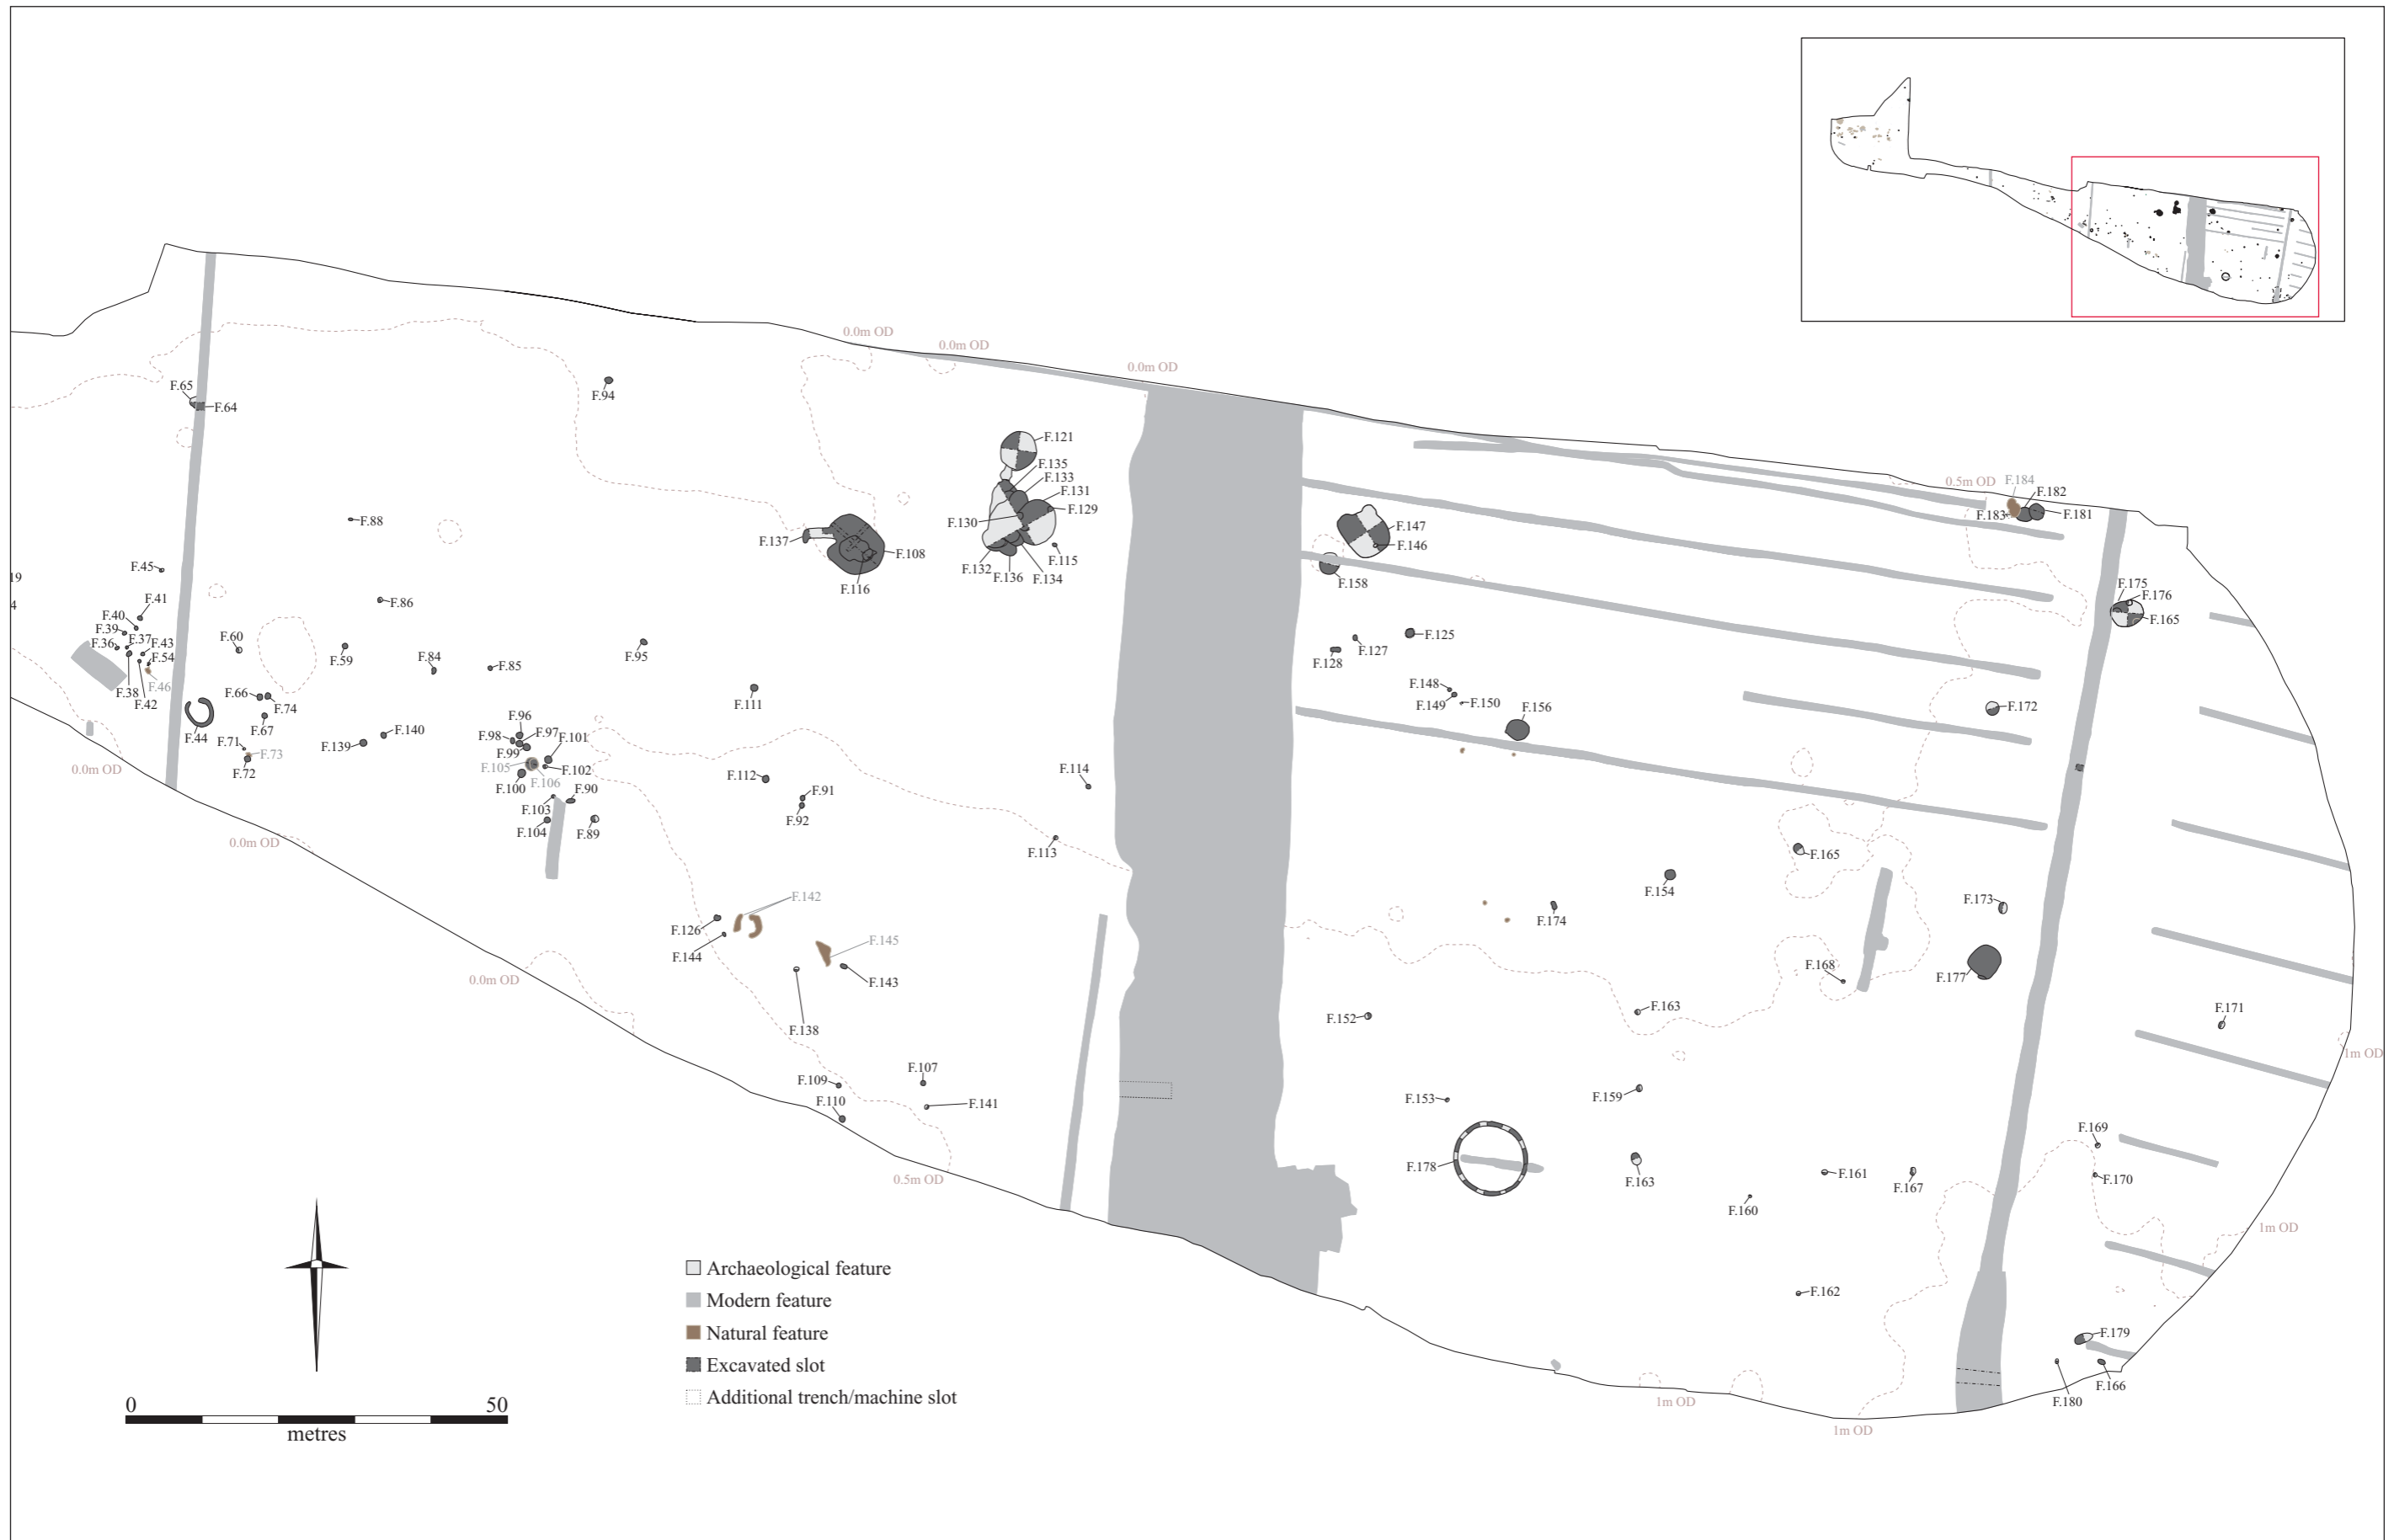 0.0m OD
0.0m OD
0.0m OD
F.65
F.64
F.94
F.121
F.135
F.133
F.131
F.129
F.130
F.115
F.132
F.136
F.134
F.137
F.108
F.116
F.88
F.147
F.146
F.158
0.5m OD
F.184
F.182
F.183
F.181
F.175
F.176
F.165
19
4
F.45
F.41
F.40
F.39
F.36
F.37
F.43
F.54
F.46
F.38
F.42
F.60
F.86
F.59
F.84
F.85
F.95
F.128
F.127
F.125
F.148
F.149
F.150
F.156
F.172
F.66
F.74
F.67
F.44
F.71
F.73
F.72
F.139
F.140
F.111
F.96
F.98
F.97
F.99
F.101
F.105
F.106
F.102
F.100
F.90
F.103
F.104
F.89
F.112
F.91
F.92
F.114
F.113
0.0m OD
0.0m OD
0.0m OD
F.142
F.126
F.144
F.145
F.143
F.138
F.165
F.154
F.174
F.173
F.177
F.168
F.163
F.152
F.171
1m OD
F.107
F.109
F.110
F.141
0.5m OD
F.153
F.159
F.178
F.163
F.161
F.167
F.160
F.169
F.170
1m OD
F.162
F.179
F.166
F.180
1m OD
1m OD
Archaeological feature
Modern feature
Natural feature
Excavated slot
Additional trench/machine slot
0 50
metres